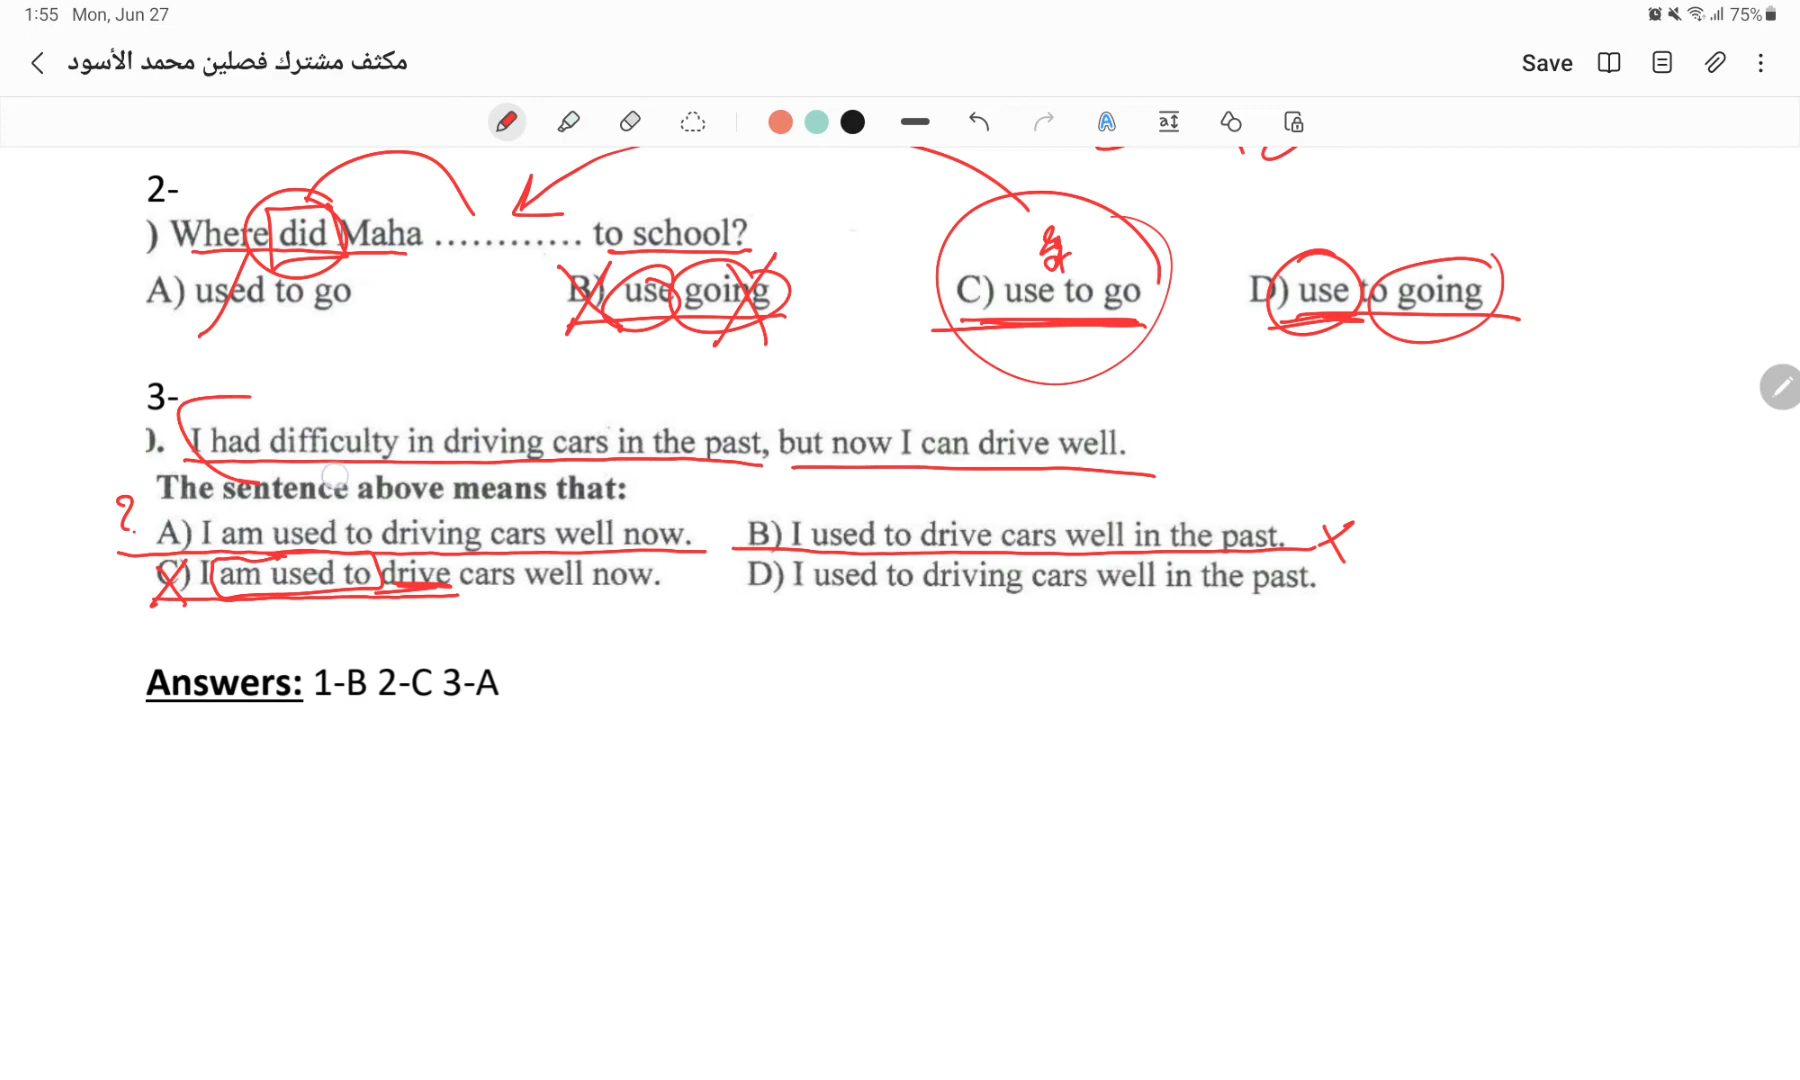 1:55 Mon, Jun 27
75%
مكثف مشترك فصلين محمد الأسود
Save
2-
) Where did Maha ............ to school?
A) used to go B) use going C) use to go D) use to going
3-
). I had difficulty in driving cars in the past, but now I can drive well.
The sentence above means that:
?
A) I am used to driving cars well now. B) I used to drive cars well in the past.
C) I am used to drive cars well now. D) I used to driving cars well in the past.
Answers: 1-B 2-C 3-A